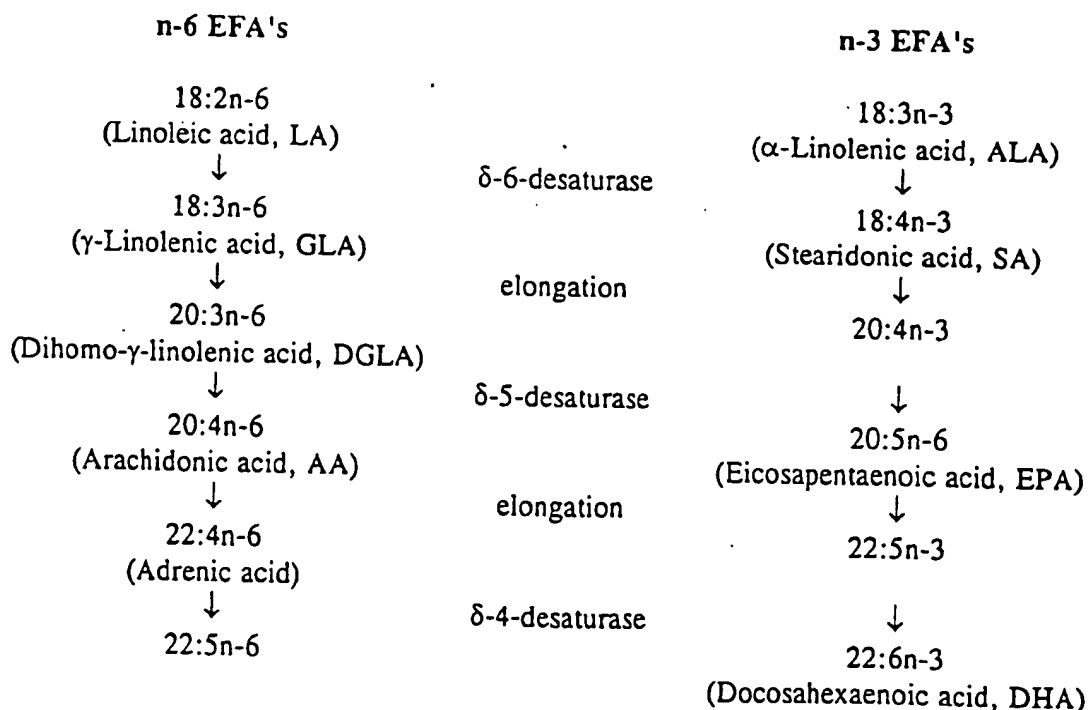 n-6 EFA's
18:2n-6
(Linoleic acid, LA)
↓
18:3n-6
(γ-Linolenic acid, GLA)
↓
20:3n-6
(Dihomo-γ-linolenic acid, DGLA)
↓
20:4n-6
(Arachidonic acid, AA)
↓
22:4n-6
(Adrenic acid)
↓
22:5n-6
δ-6-desaturase
elongation
δ-5-desaturase
elongation
δ-4-desaturase
n-3 EFA's
18:3n-3
(α-Linolenic acid, ALA)
↓
18:4n-3
(Stearidonic acid, SA)
↓
20:4n-3
↓
20:5n-6
(Eicosapentaenoic acid, EPA)
↓
22:5n-3
↓
22:6n-3
(Docosahexaenoic acid, DHA)